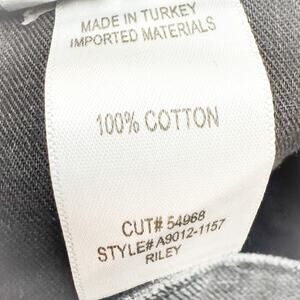 MADE IN TURKEY
IMPORTED MATERIALS
100% COTTON
CUT# 54968
STYLE# A9012-1157
RILEY